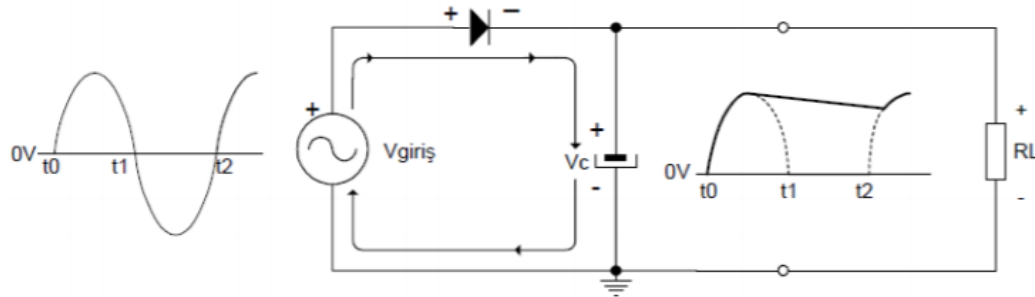 + −
+
Vgiriş
0V
t0 t1 t2
+
Vc
-
0V
t0 t1 t2
+
RL
-